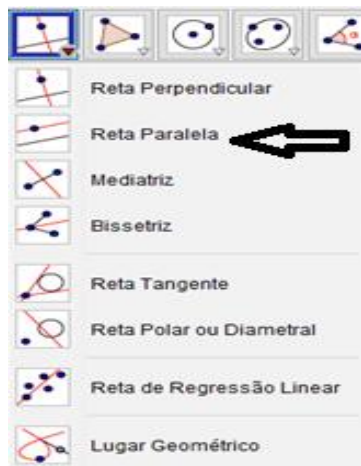 Reta Perpendicular
Reta Paralela
Mediatriz
Bissetriz
Reta Tangente
Reta Polar ou Diametral
Reta de Regressão Linear
Lugar Geométrico